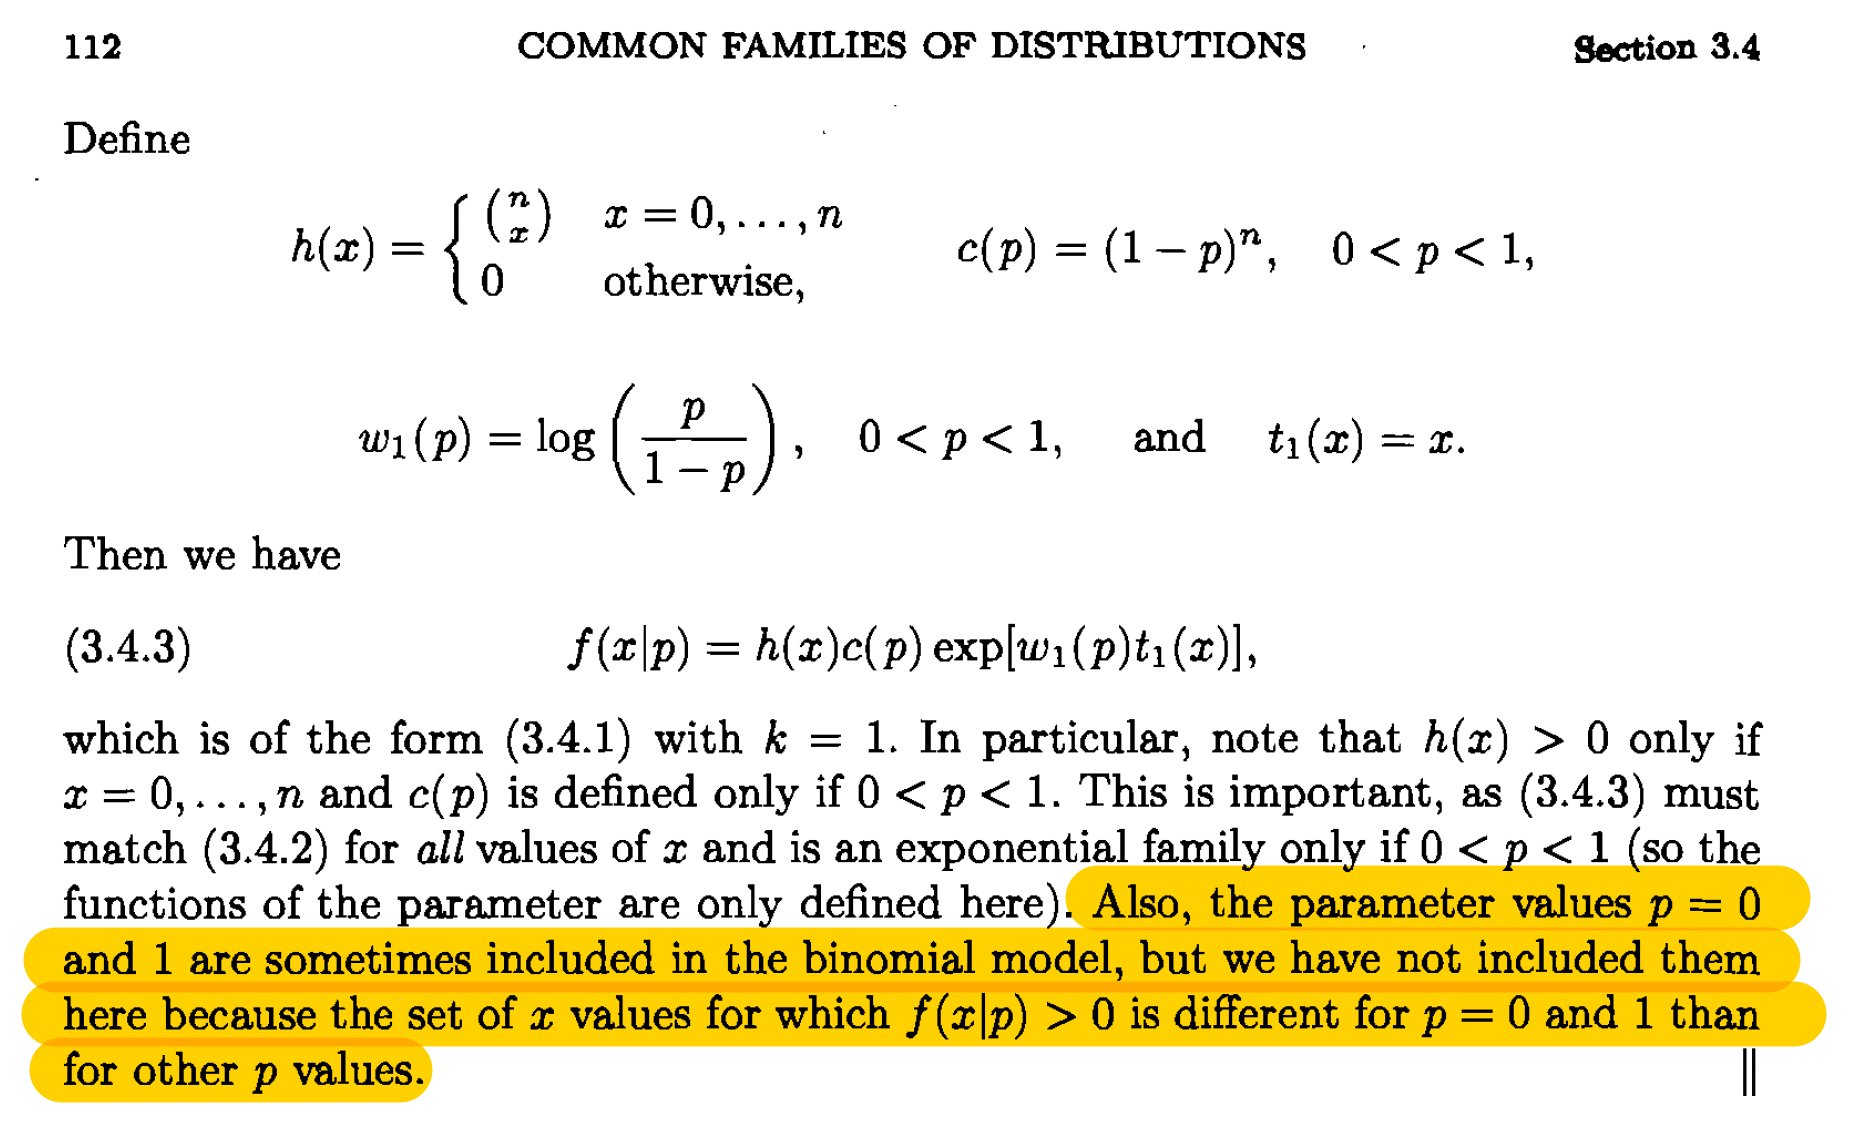 112 COMMON FAMILIES OF DISTRIBUTIONS Section 3.4
Define
h(x) = { (n x) x = 0, . . . , n 0 otherwise, c(p) = (1 − p)ⁿ, 0 < p < 1,
w₁(p) = log ( p / 1 − p ), 0 < p < 1, and t₁(x) = x.
Then we have
(3.4.3) f(x|p) = h(x)c(p) exp[w₁(p)t₁(x)],
which is of the form (3.4.1) with k = 1. In particular, note that h(x) > 0 only if
x = 0, . . . , n and c(p) is defined only if 0 < p < 1. This is important, as (3.4.3) must
match (3.4.2) for all values of x and is an exponential family only if 0 < p < 1 (so the
functions of the parameter are only defined here). Also, the parameter values p = 0
and 1 are sometimes included in the binomial model, but we have not included them
here because the set of x values for which f(x|p) > 0 is different for p = 0 and 1 than
for other p values. ||